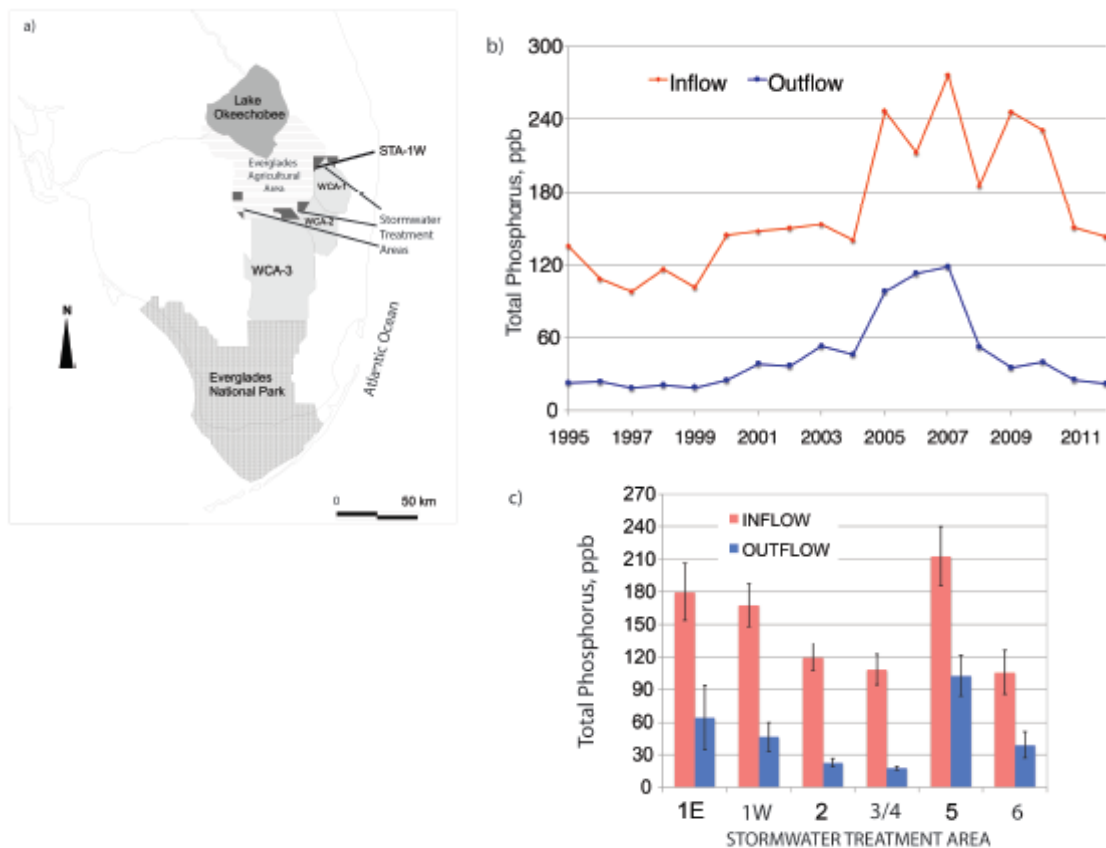 a)
Lake
Okeechobee
STA-1W
Everglades
Agricultural
Area
WCA-1
Stormwater
Treatment
Areas
WCA-2
WCA-3
N
Atlantic Ocean
Everglades
National Park
0 50 km
b)
Total Phosphorus, ppb
300
240
180
120
60
0
Inflow Outflow
1995 1997 1999 2001 2003 2005 2007 2009 2011
c)
Total Phosphorus, ppb
270
240
210
180
150
120
90
60
30
0
INFLOW
OUTFLOW
1E 1W 2 3/4 5 6
STORMWATER TREATMENT AREA